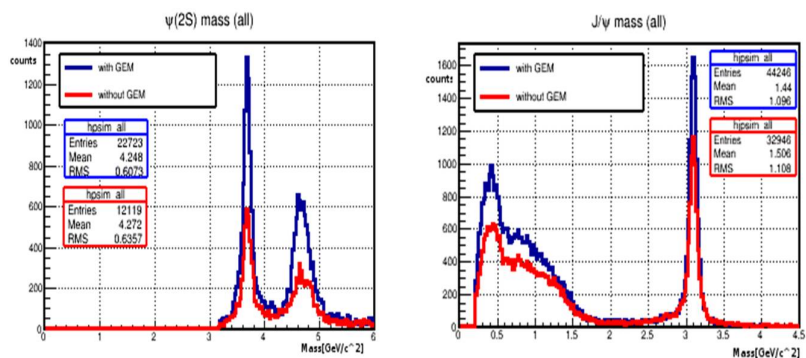 ψ(2S) mass (all)
1400
counts
1200
1000
800
600
400
200
0
with GEM
without GEM
hpsim_all
Entries 22723
Mean 4.248
RMS 0.6073
hpsim_all
Entries 12119
Mean 4.272
RMS 0.6357
0 1 2 3 4 5 6
Mass[GeV/c^2]
J/ψ mass (all)
counts
1600
1400
1200
1000
800
600
400
200
0
with GEM
without GEM
hipsim_all
Entries 44246
Mean 1.44
RMS 1.096
hipsim_all
Entries 32946
Mean 1.506
RMS 1.108
0 0.5 1 1.5 2 2.5 3 3.5 4 4.5
Mass[GeV/c^2]